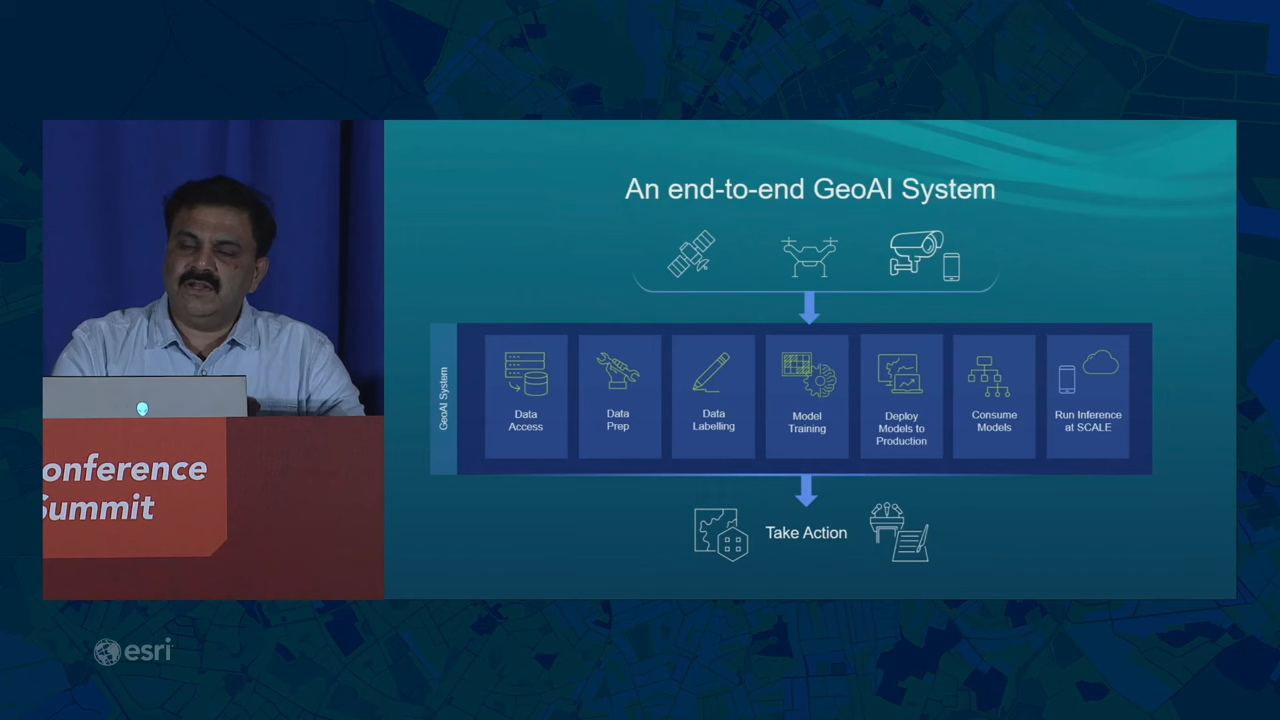 An end-to-end GeoAI System
GeoAI System
Data
Access
Data
Prep
Data
Labelling
Model
Training
Deploy
Models to
Production
Consume
Models
Run Inference
at SCALE
Take Action
onference
Summit
esri